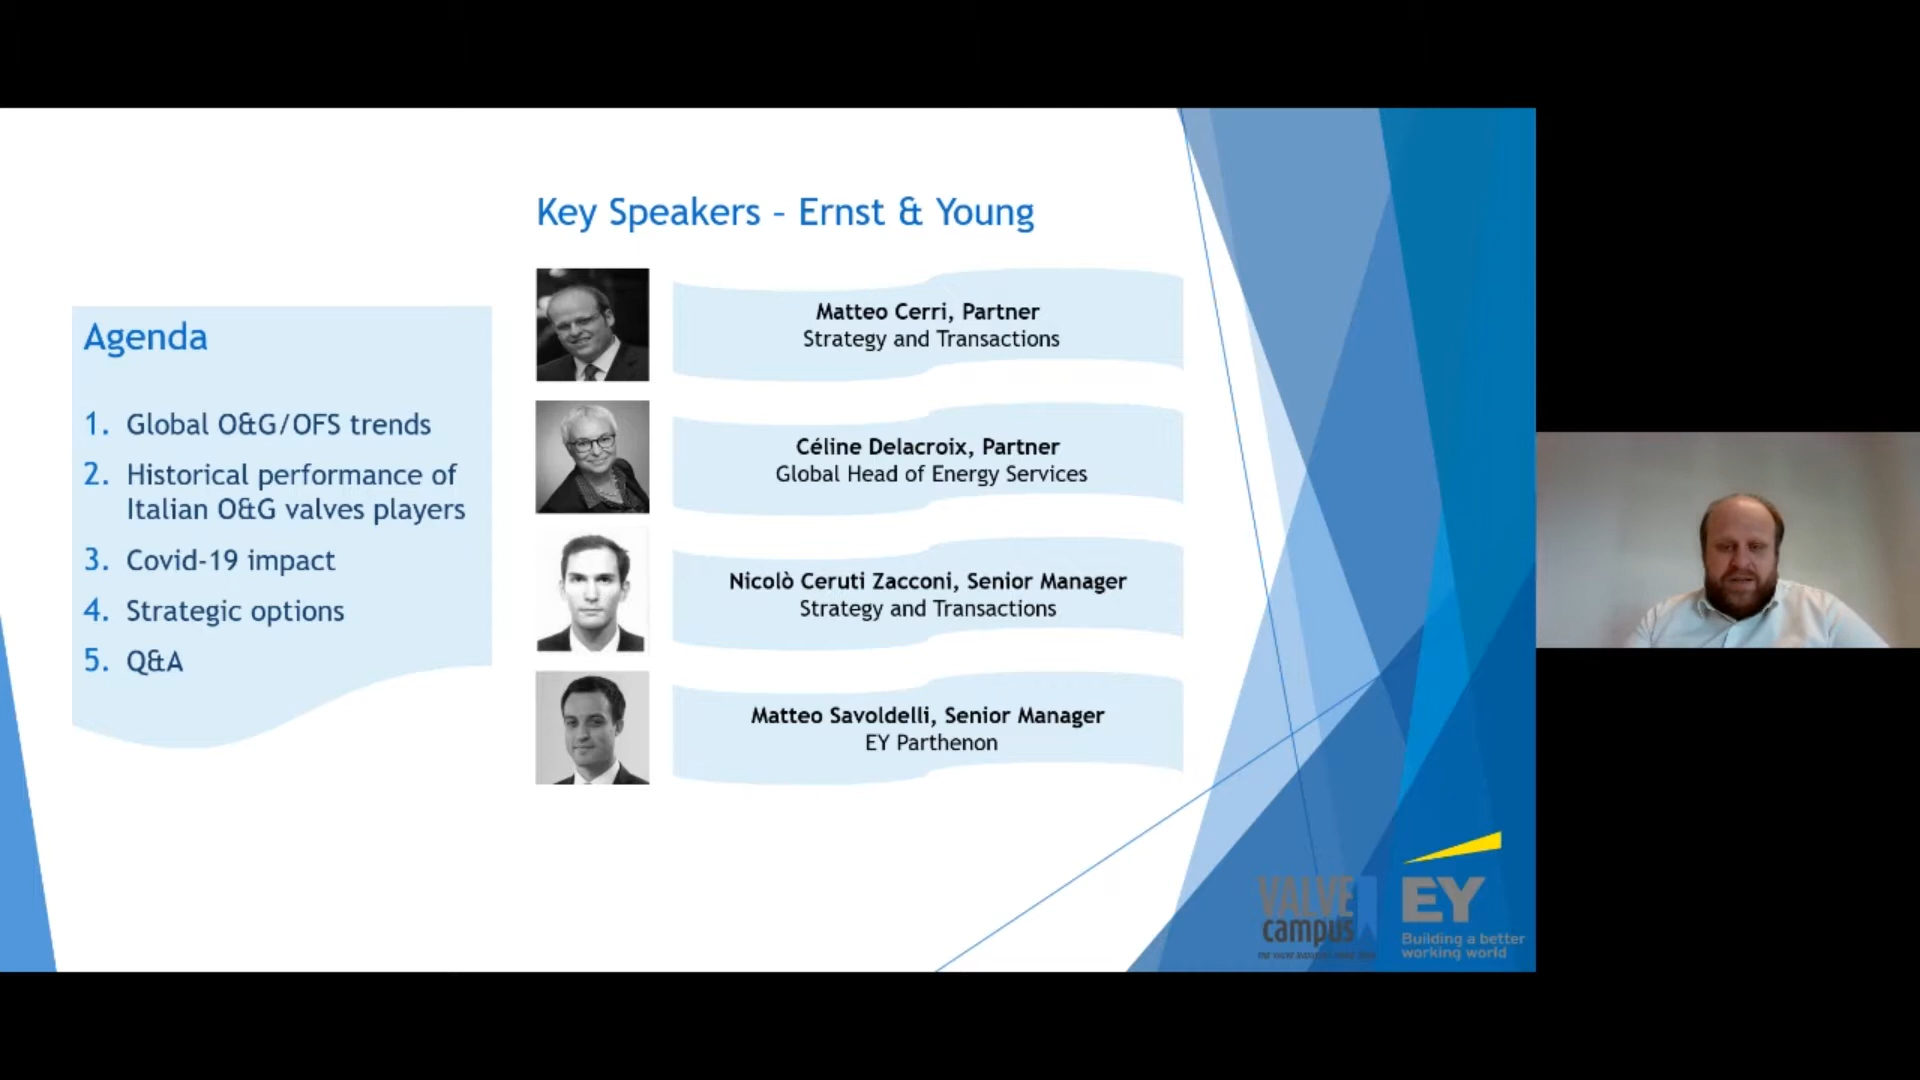 Key Speakers – Ernst & Young
Agenda
1. Global O&G/OFS trends
2. Historical performance of
Italian O&G valves players
3. Covid-19 impact
4. Strategic options
5. Q&A
Matteo Cerri, Partner
Strategy and Transactions
Céline Delacroix, Partner
Global Head of Energy Services
Nicolò Ceruti Zacconi, Senior Manager
Strategy and Transactions
Matteo Savoldelli, Senior Manager
EY Parthenon
VALVE
campus
EY
Building a better
working world